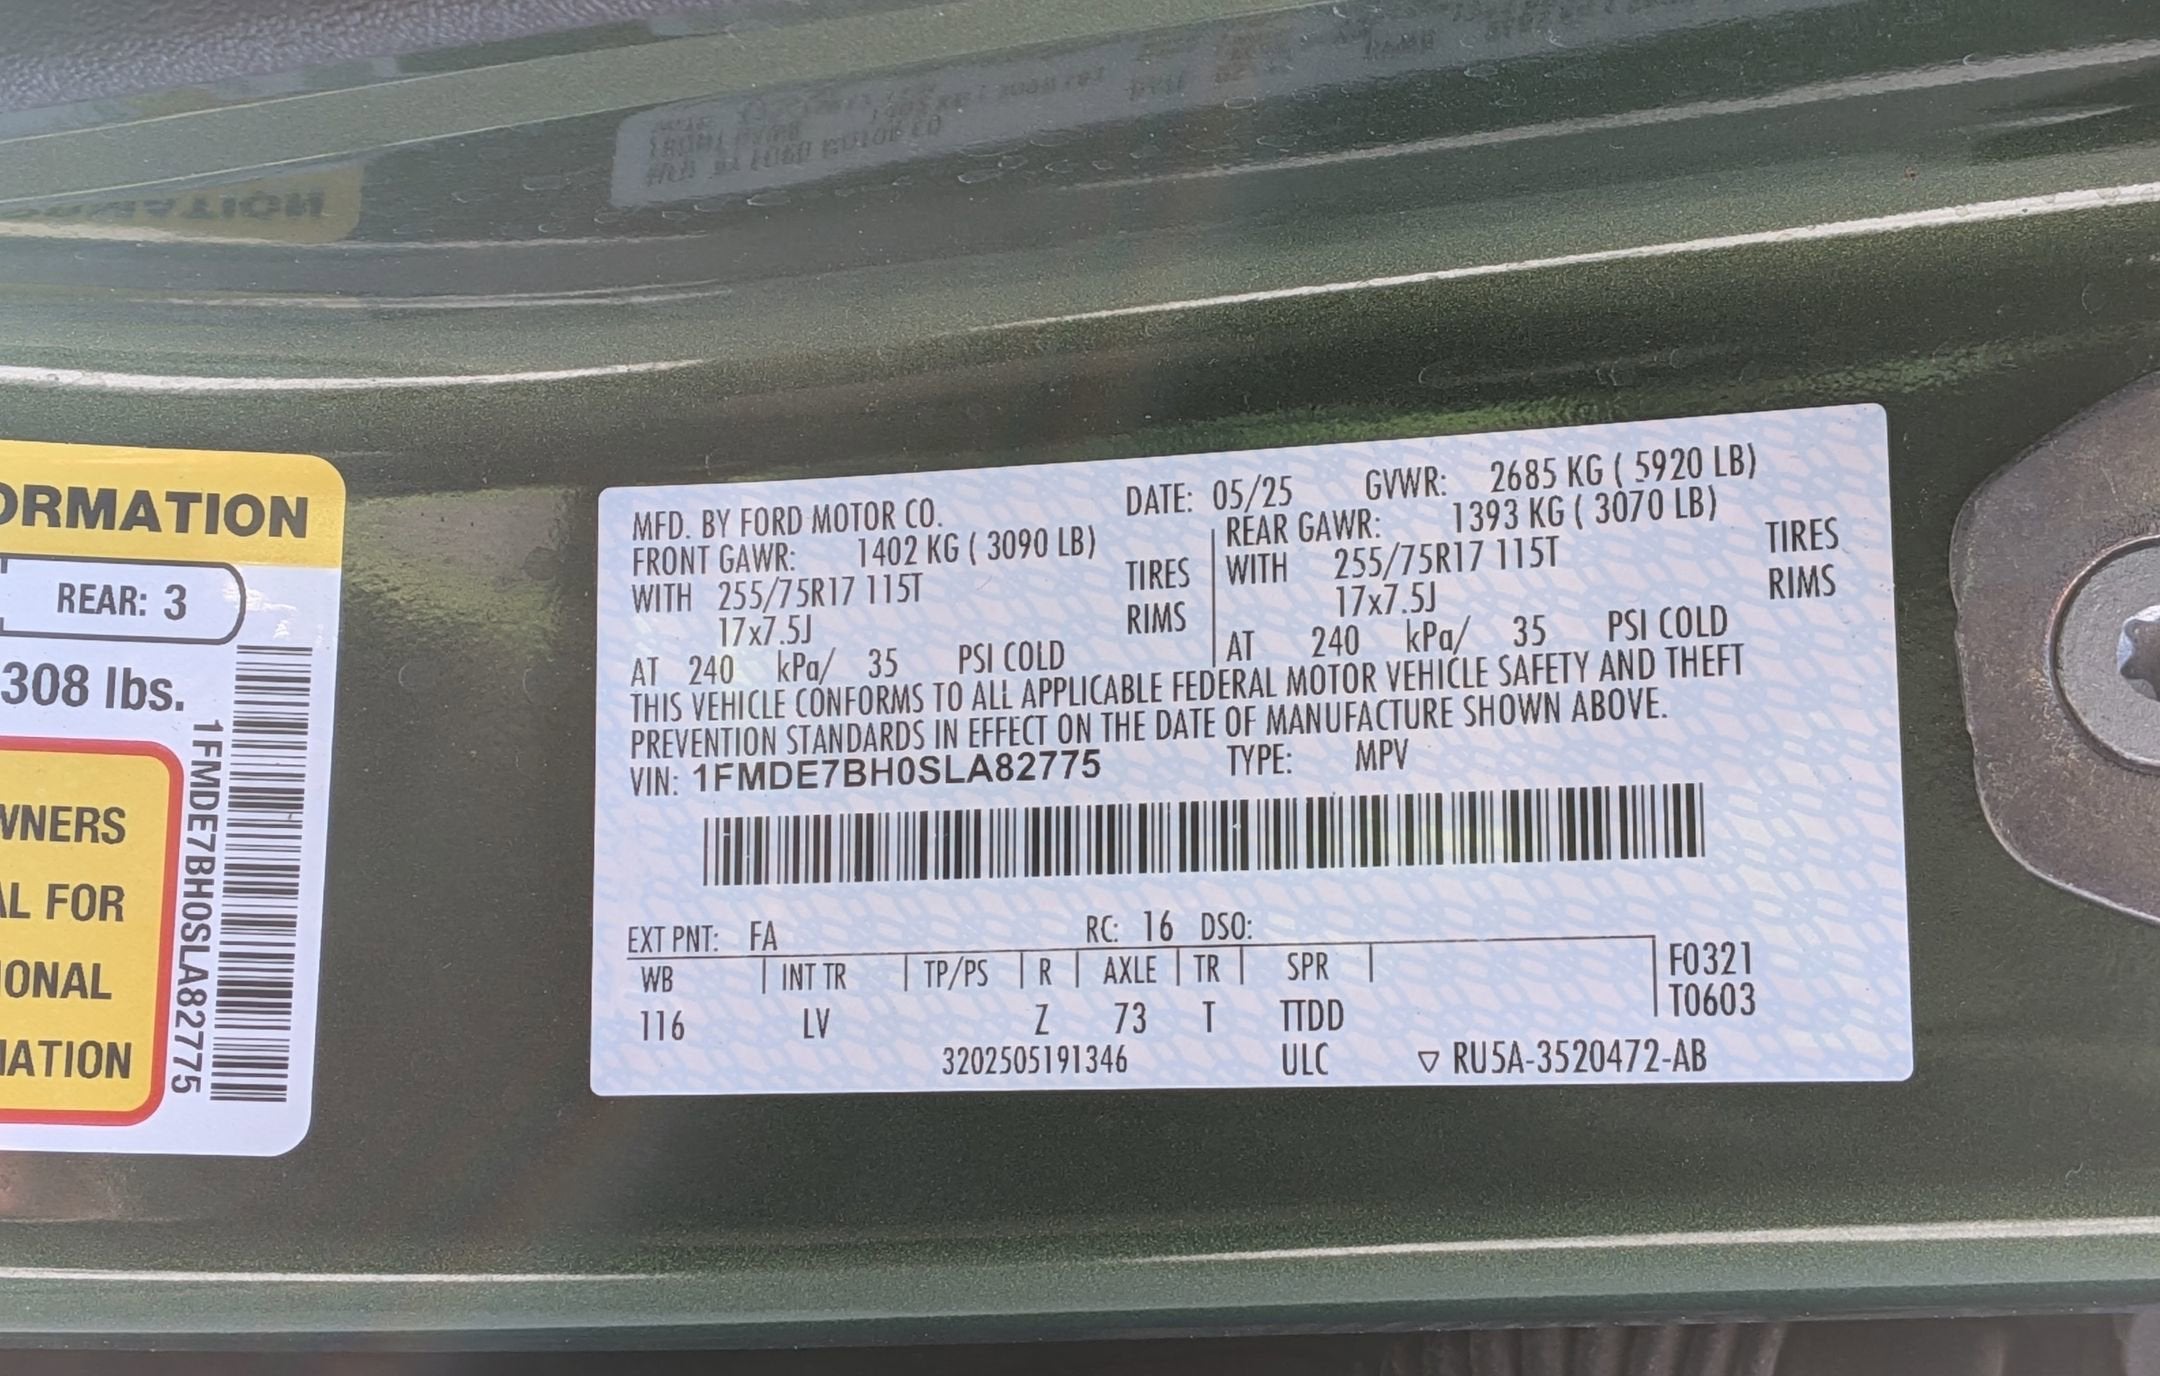 ORMATION
REAR: 3
308 lbs.
1FMDE7BH0SLA82775
WNERS
AL FOR
IONAL
MATION
MFD. BY FORD MOTOR CO. DATE: 05/25 GVWR: 2685 KG ( 5920 LB)
FRONT GAWR: 1402 KG ( 3090 LB) REAR GAWR: 1393 KG ( 3070 LB)
WITH 255/75R17 115T TIRES WITH 255/75R17 115T TIRES
17x7.5J RIMS 17x7.5J RIMS
AT 240 kPa/ 35 PSI COLD AT 240 kPa/ 35 PSI COLD
THIS VEHICLE CONFORMS TO ALL APPLICABLE FEDERAL MOTOR VEHICLE SAFETY AND THEFT
PREVENTION STANDARDS IN EFFECT ON THE DATE OF MANUFACTURE SHOWN ABOVE.
VIN: 1FMDE7BH0SLA82775 TYPE: MPV
EXT PNT: FA RC: 16 DSO:
WB INT TR TP/PS R AXLE TR SPR F0321
116 LV Z 73 T TTDD T0603
3202505191346 ULC ▽ RU5A-3520472-AB